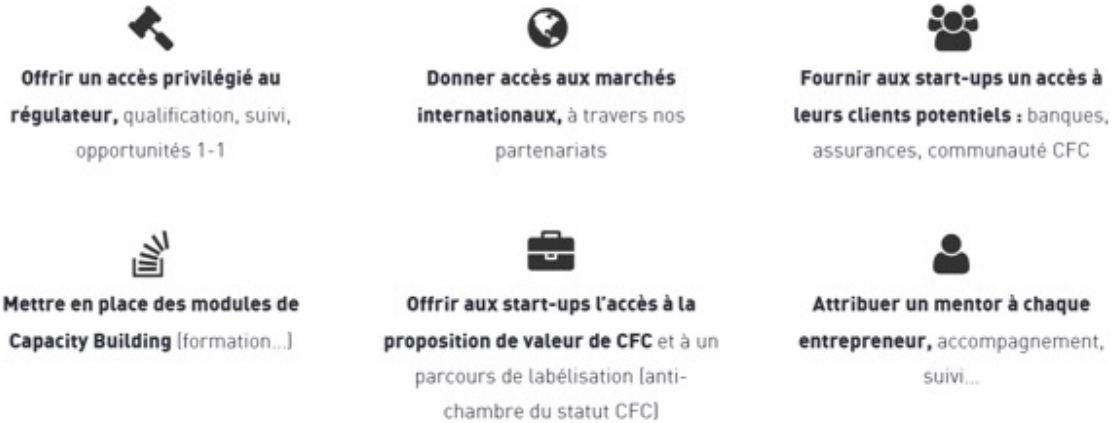 Offrir un accès privilégié au
régulateur, qualification, suivi,
opportunités 1-1
Donner accès aux marchés
internationaux, à travers nos
partenariats
Fournir aux start-ups un accès à
leurs clients potentiels : banques,
assurances, communauté CFC
Mettre en place des modules de
Capacity Building (formation...)
Offrir aux start-ups l'accès à la
proposition de valeur de CFC et à un
parcours de labélisation (anti-
chambre du statut CFC)
Attribuer un mentor à chaque
entrepreneur, accompagnement,
suivi...